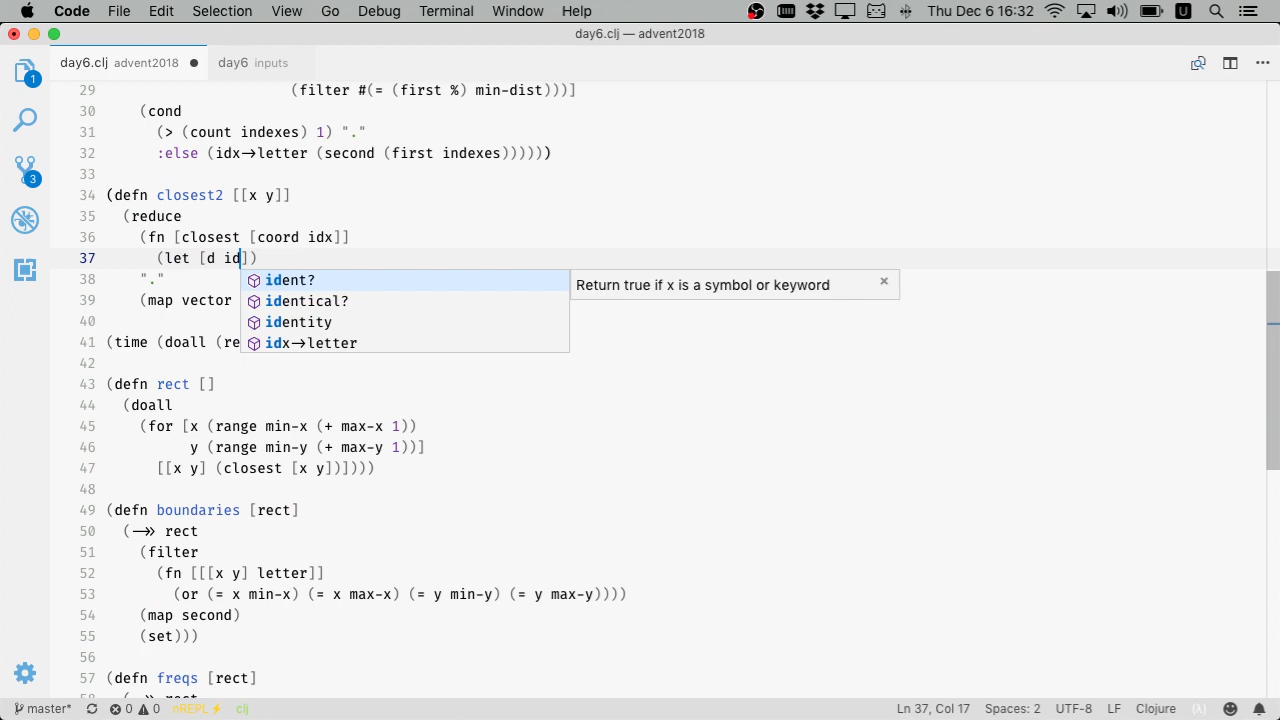 Code File Edit Selection View Go Debug Terminal Window Help Thu Dec 6 16:32 U
day6.clj — advent2018
day6.clj advent2018 ● day6 inputs
1
29 (filter #(= (first %) min-dist)))]
30 (cond
31 (> (count indexes) 1) "."
32 :else (idx->letter (second (first indexes))))))
33
3
34 (defn closest2 [[x y]]
35 (reduce
36 (fn [closest [coord idx]]
37 (let [d id])
38 "."
39 (map vector
40
41 (time (doall (re
ident?
identical?
identity
idx->letter
Return true if x is a symbol or keyword ×
42
43 (defn rect []
44 (doall
45 (for [x (range min-x (+ max-x 1))
46 y (range min-y (+ max-y 1))]
47 [[x y] (closest [x y])])))
48
49 (defn boundaries [rect]
50 (->> rect
51 (filter
52 (fn [[[x y] letter]]
53 (or (= x min-x) (= x max-x) (= y min-y) (= y max-y))))
54 (map second)
55 (set)))
56
57 (defn freqs [rect]
master* 0 0 nREPL⚡ clj Ln 37, Col 17 Spaces: 2 UTF-8 LF Clojure (λ)